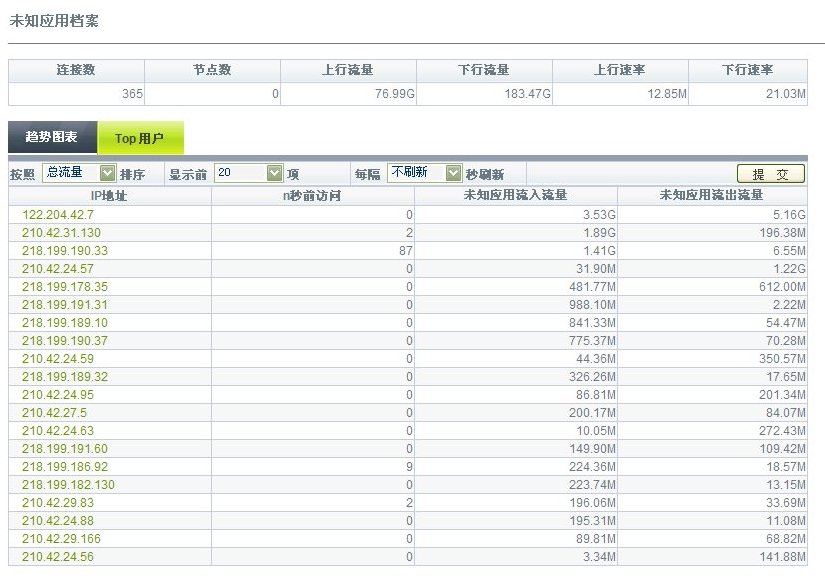 未知应用档案
连接数 节点数 上行流量 下行流量 上行速率 下行速率
365 0 76.99G 183.47G 12.85M 21.03M
趋势图表 Top 用户
按照 总流量 排序 显示前 20 项 每隔 不刷新 秒刷新 提 交
IP地址 n秒前访问 未知应用流入流量 未知应用流出流量
122.204.42.7 0 3.53G 5.16G
210.42.31.130 2 1.89G 196.38M
218.199.190.33 87 1.41G 6.55M
210.42.24.57 0 31.90M 1.22G
218.199.178.35 0 481.77M 612.00M
218.199.191.31 0 988.10M 2.22M
218.199.189.10 0 841.33M 54.47M
218.199.190.37 0 775.37M 70.28M
210.42.24.59 0 44.36M 350.57M
218.199.189.32 0 326.26M 17.65M
210.42.24.95 0 86.81M 201.34M
210.42.27.5 0 200.17M 84.07M
210.42.24.63 0 10.05M 272.43M
218.199.191.60 0 149.90M 109.42M
218.199.186.92 9 224.36M 18.57M
218.199.182.130 0 223.74M 13.15M
210.42.29.83 2 196.06M 33.69M
210.42.24.88 0 195.31M 11.08M
210.42.29.166 0 89.81M 68.82M
210.42.24.56 0 3.34M 141.88M